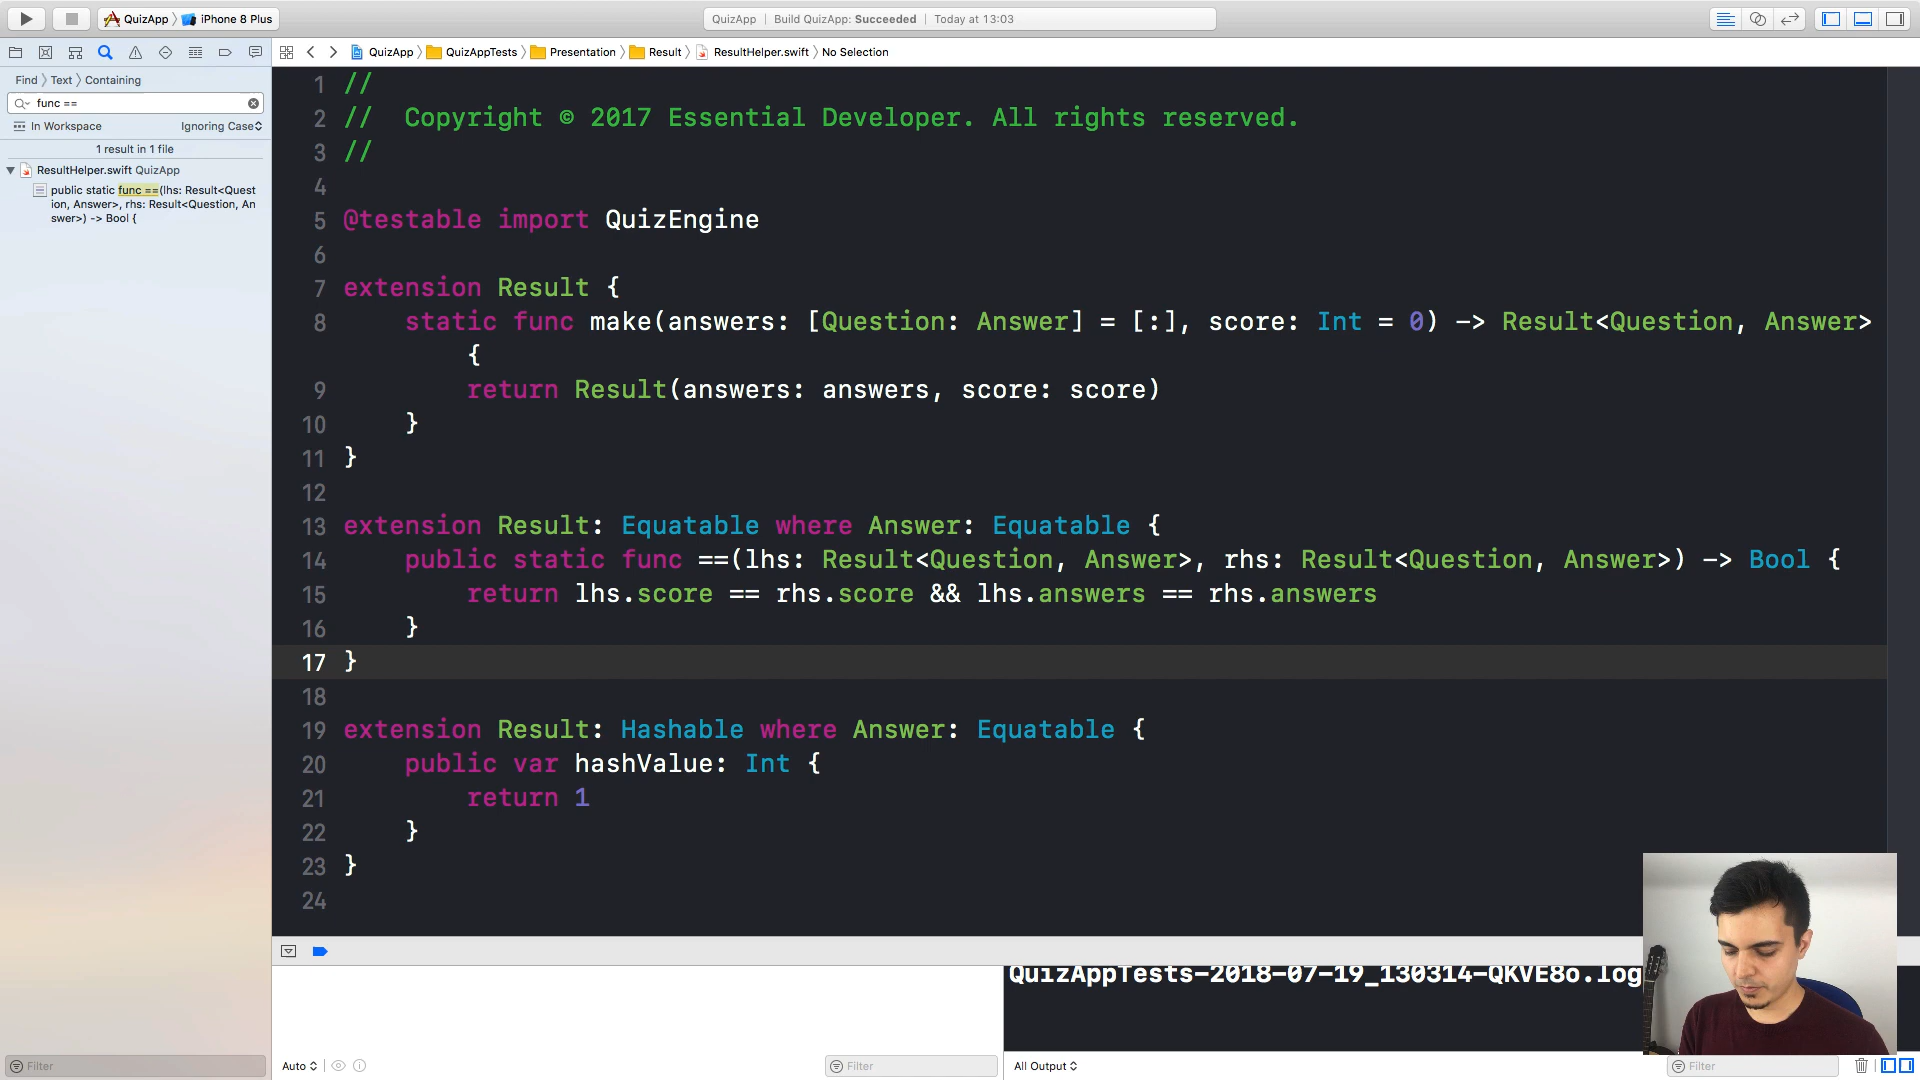 QuizApp
iPhone 8 Plus
QuizApp
Build QuizApp: Succeeded
Today at 13:03
QuizApp
QuizAppTests
Presentation
Result
ResultHelper.swift
No Selection
Find
Text
Containing
func ==
In Workspace
Ignoring Case
1 result in 1 file
ResultHelper.swift QuizApp
public static func ==(lhs: Result<Quest
ion, Answer>, rhs: Result<Question, An
swer>) -> Bool {
Filter
1 //
2 //  Copyright © 2017 Essential Developer. All rights reserved.
3 //
4
5 @testable import QuizEngine
6
7 extension Result {
8     static func make(answers: [Question: Answer] = [:], score: Int = 0) -> Result<Question, Answer>
{
9         return Result(answers: answers, score: score)
10     }
11 }
12
13 extension Result: Equatable where Answer: Equatable {
14     public static func ==(lhs: Result<Question, Answer>, rhs: Result<Question, Answer>) -> Bool {
15         return lhs.score == rhs.score && lhs.answers == rhs.answers
16     }
17 }
18
19 extension Result: Hashable where Answer: Equatable {
20     public var hashValue: Int {
21         return 1
22     }
23 }
24
QuizAppTests-2018-07-19_130314-QKVE8o.log
Auto
Filter
All Output
Filter